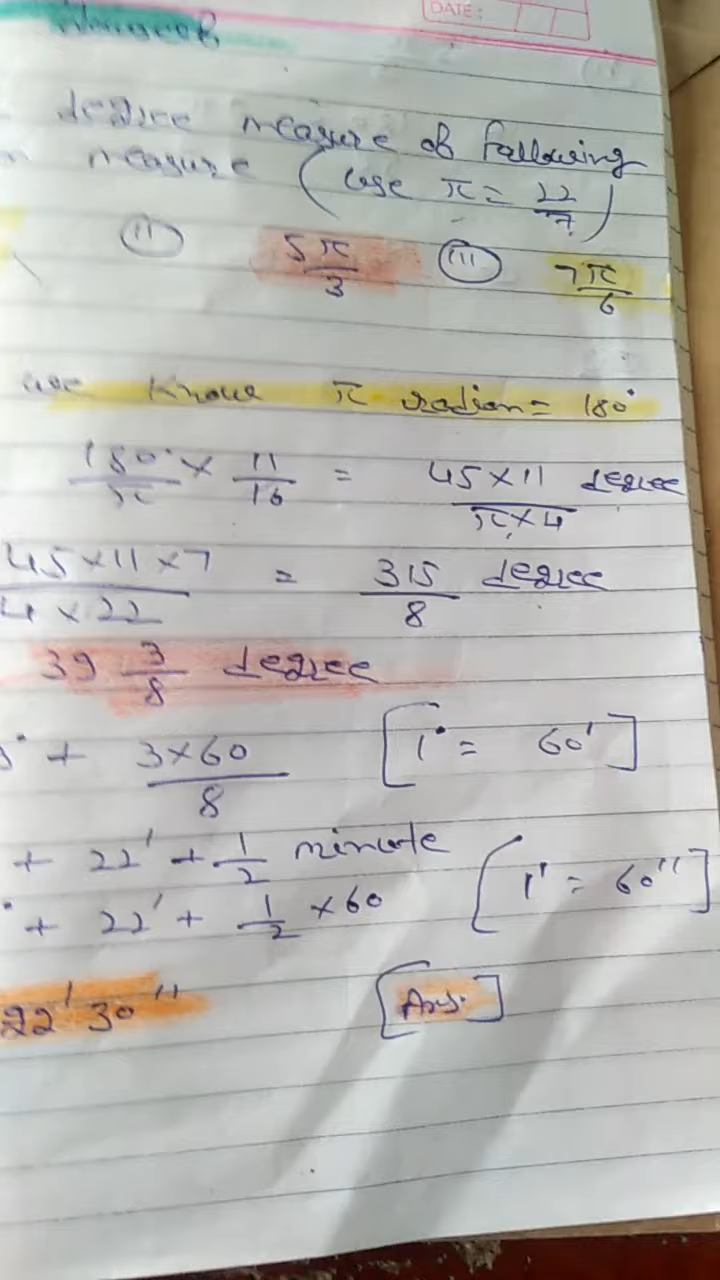 DATE:
degree measure of following
measure (use π = 22/7)
(II) 5π/3 (III) 7π/6
we know π radian = 180°
180°/π × 11/16 = 45×11/π×4 degree
45×11×7/4×22 = 315/8 degree
39 3/8 degree
+ 3×60/8 [1° = 60']
+ 22' + 1/2 minute [1' = 60'']
° + 22' + 1/2 ×60
22' 30'' [Ans.]